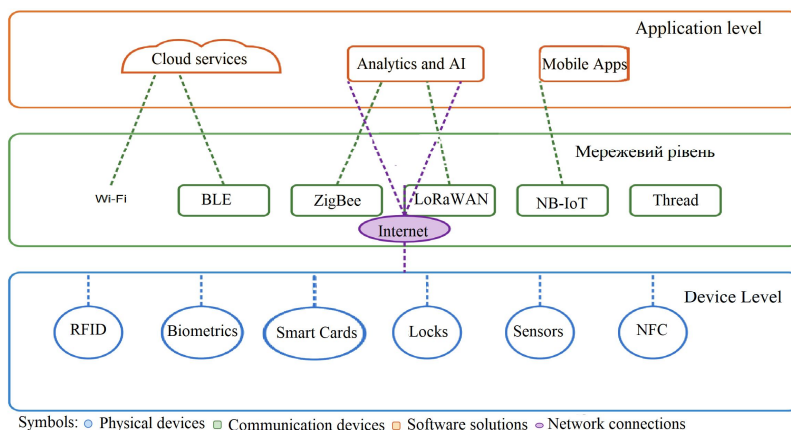 Application level
Cloud services
Analytics and AI
Mobile Apps
Мережевий рівень
Wi-Fi
BLE
ZigBee
LoRaWAN
NB-IoT
Thread
Internet
Device Level
RFID
Biometrics
Smart Cards
Locks
Sensors
NFC
Symbols: Physical devices Communication devices Software solutions Network connections